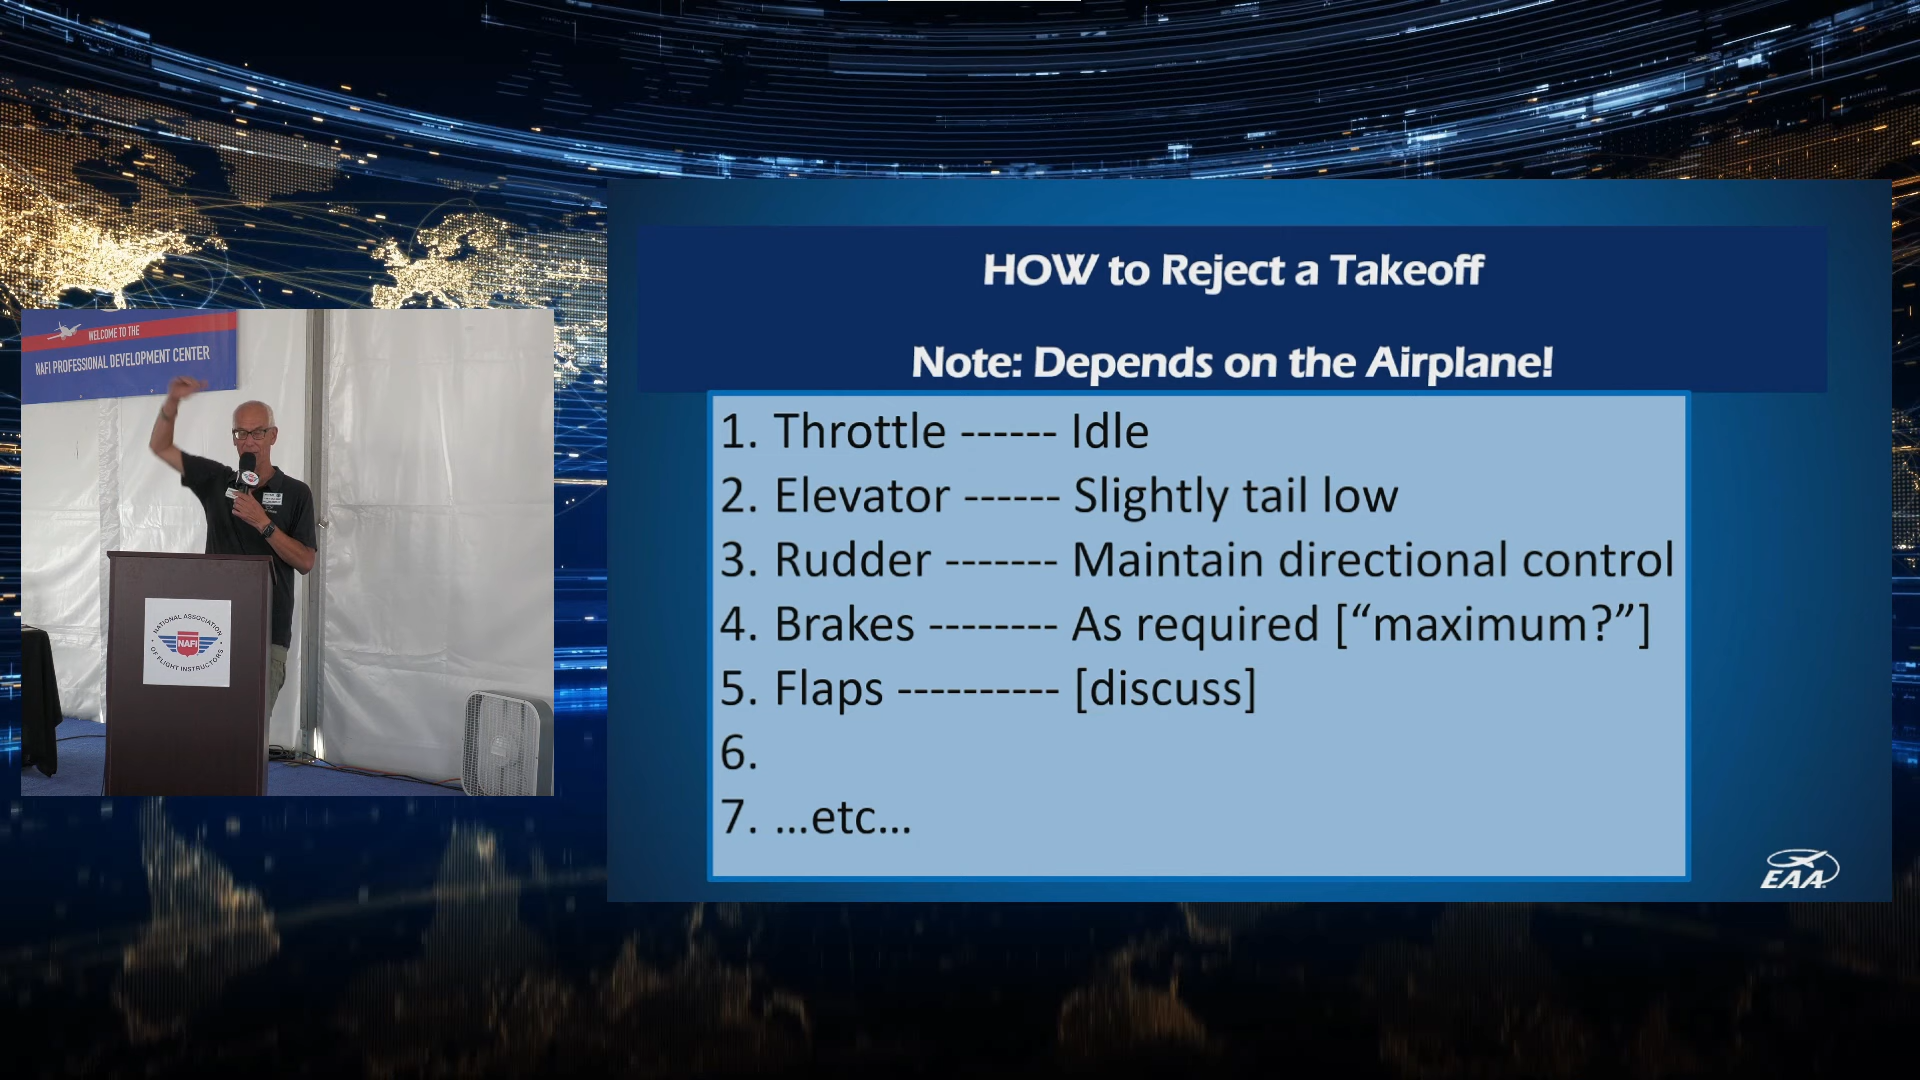 WELCOME TO THE
NAFI PROFESSIONAL DEVELOPMENT CENTER
NATIONAL ASSOCIATION
NAFI
OF FLIGHT INSTRUCTORS
HOW to Reject a Takeoff
Note: Depends on the Airplane!
1. Throttle ------ Idle
2. Elevator ------ Slightly tail low
3. Rudder ------- Maintain directional control
4. Brakes -------- As required [“maximum?”]
5. Flaps ---------- [discuss]
6.
7. ...etc...
EAA